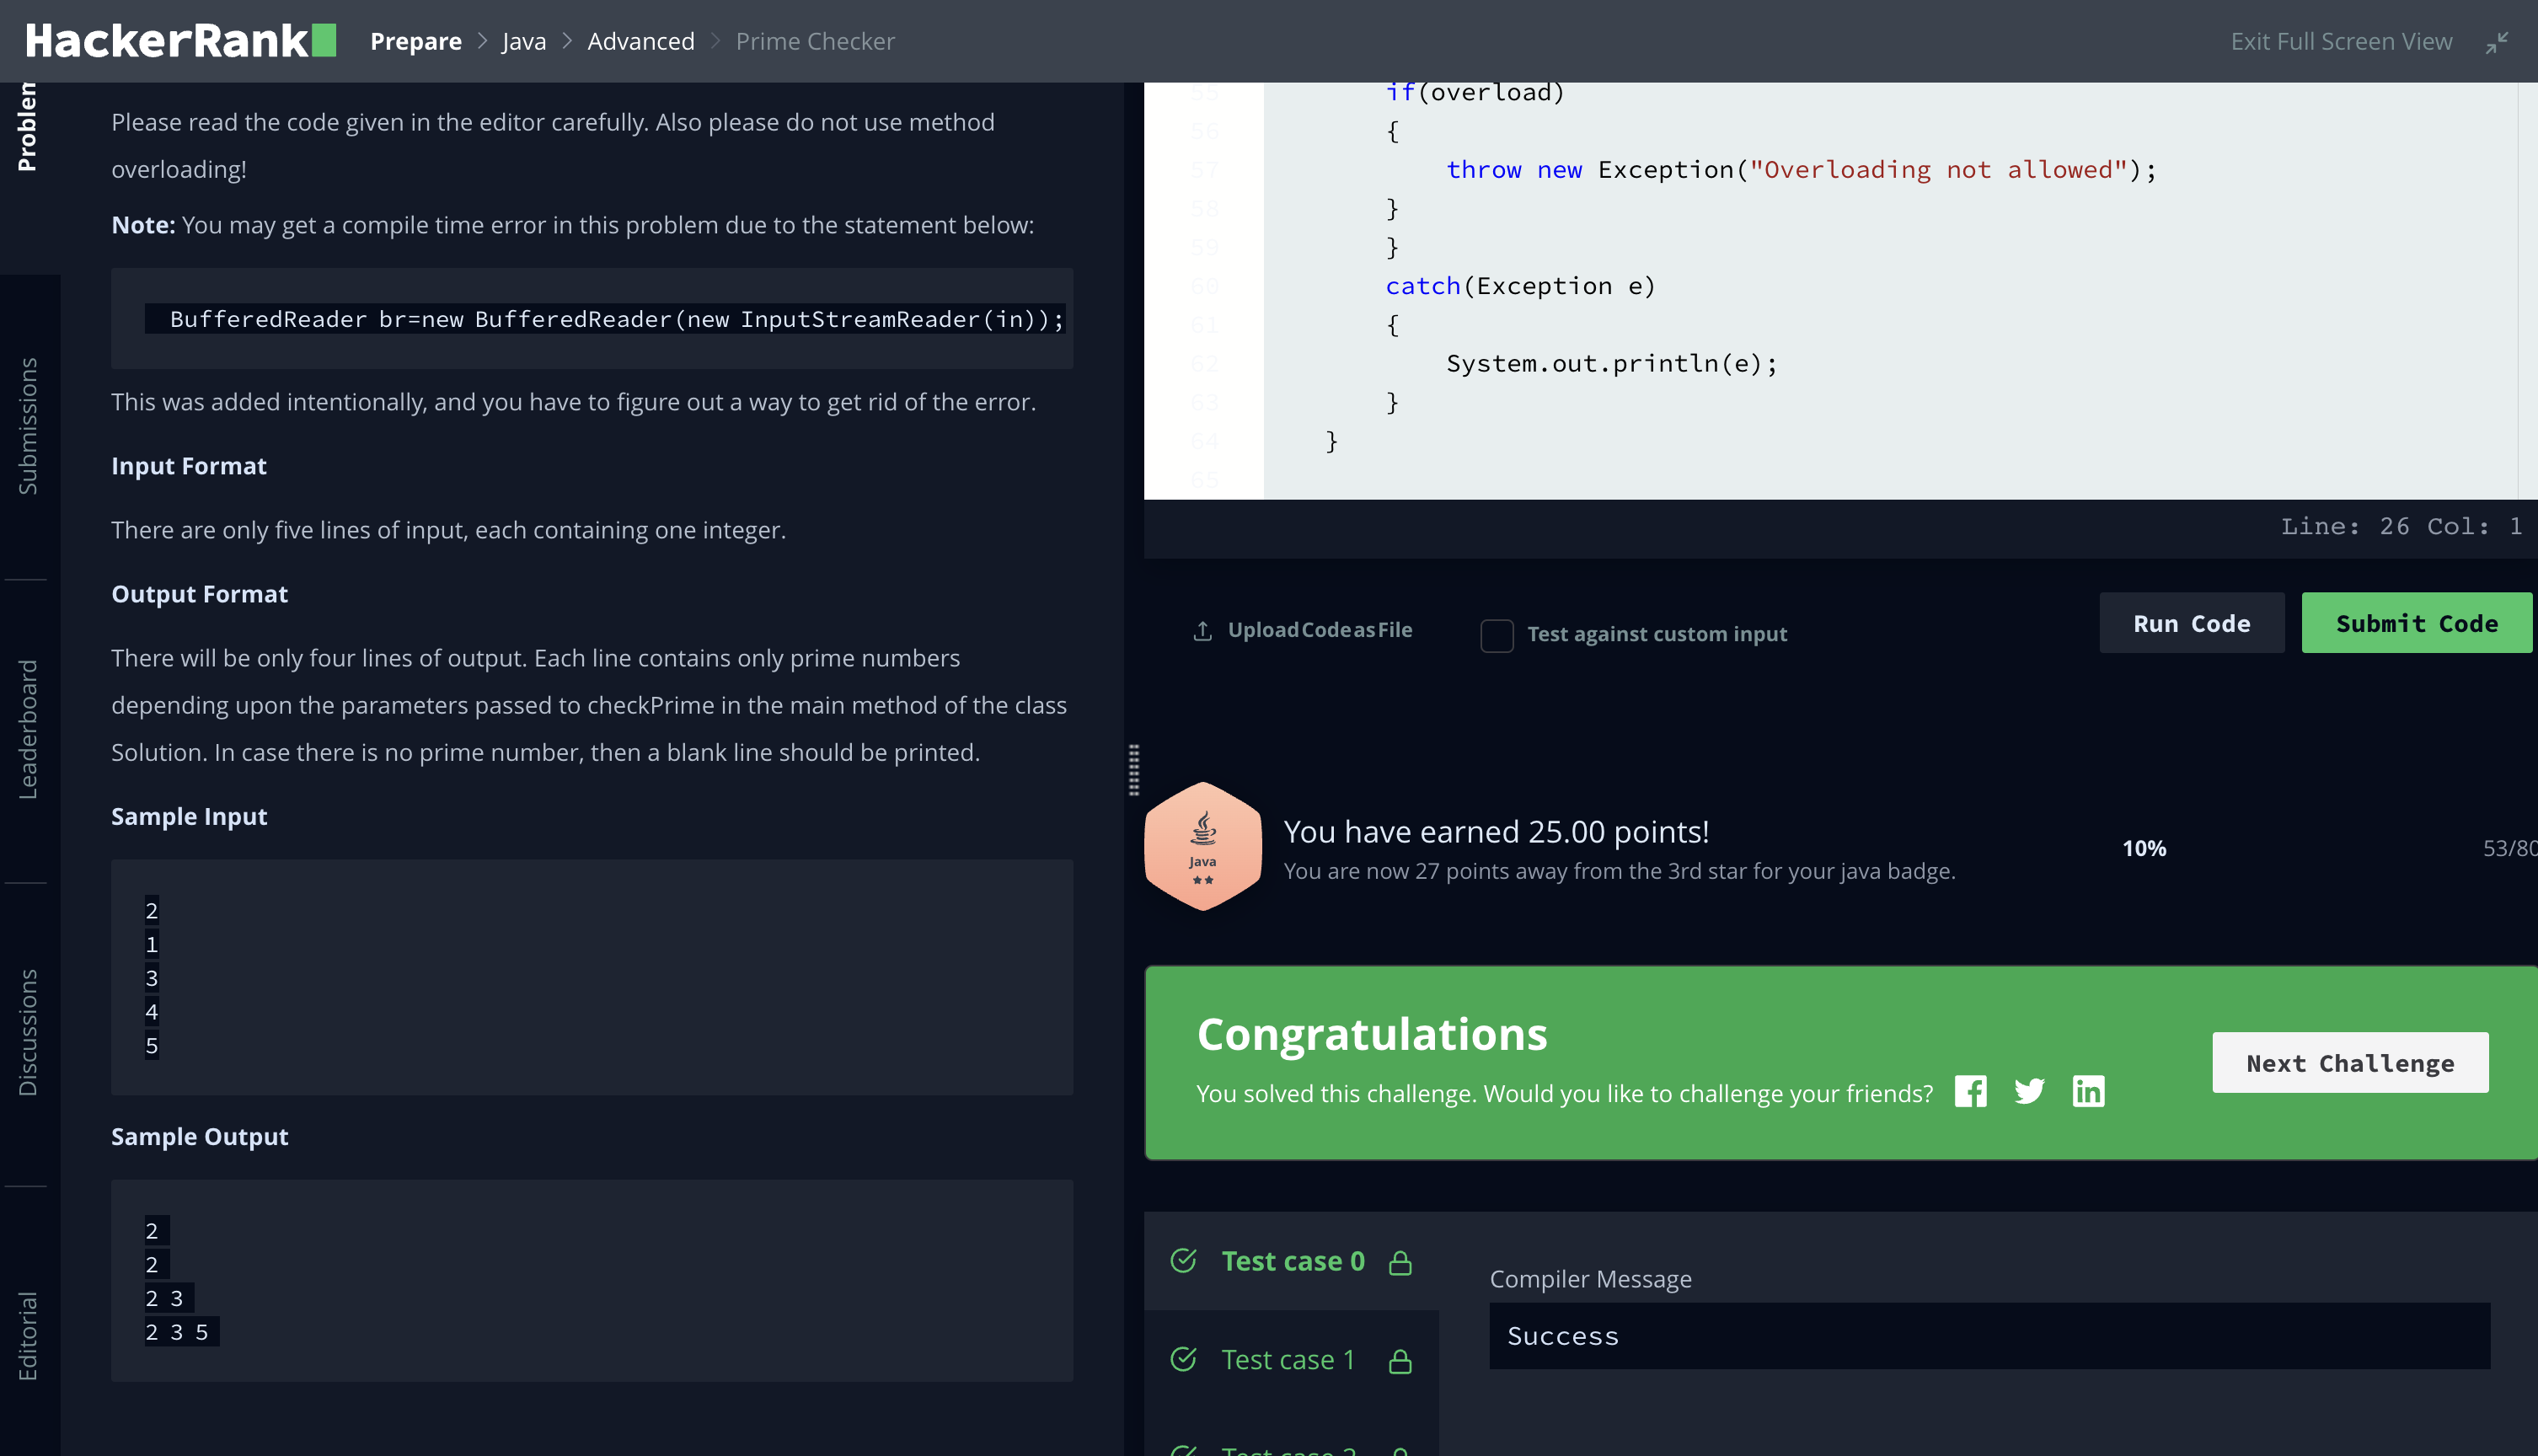 HackerRank Prepare > Java > Advanced > Prime Checker Exit Full Screen View
Problem
Submissions
Leaderboard
Discussions
Editorial
Please read the code given in the editor carefully. Also please do not use method
overloading!
Note: You may get a compile time error in this problem due to the statement below:
BufferedReader br=new BufferedReader(new InputStreamReader(in));
This was added intentionally, and you have to figure out a way to get rid of the error.
Input Format
There are only five lines of input, each containing one integer.
Output Format
There will be only four lines of output. Each line contains only prime numbers
depending upon the parameters passed to checkPrime in the main method of the class
Solution. In case there is no prime number, then a blank line should be printed.
Sample Input
2
1
3
4
5
Sample Output
2
2
2 3
2 3 5
55 if(overload)
56 {
57 throw new Exception("Overloading not allowed");
58 }
59 }
60 catch(Exception e)
61 {
62 System.out.println(e);
63 }
64 }
65
Line: 26 Col: 1
Upload Code as File Test against custom input Run Code Submit Code
Java
You have earned 25.00 points!
You are now 27 points away from the 3rd star for your java badge.
10% 53/80
Congratulations
You solved this challenge. Would you like to challenge your friends?
Next Challenge
Test case 0
Test case 1
Test case 2
Compiler Message
Success